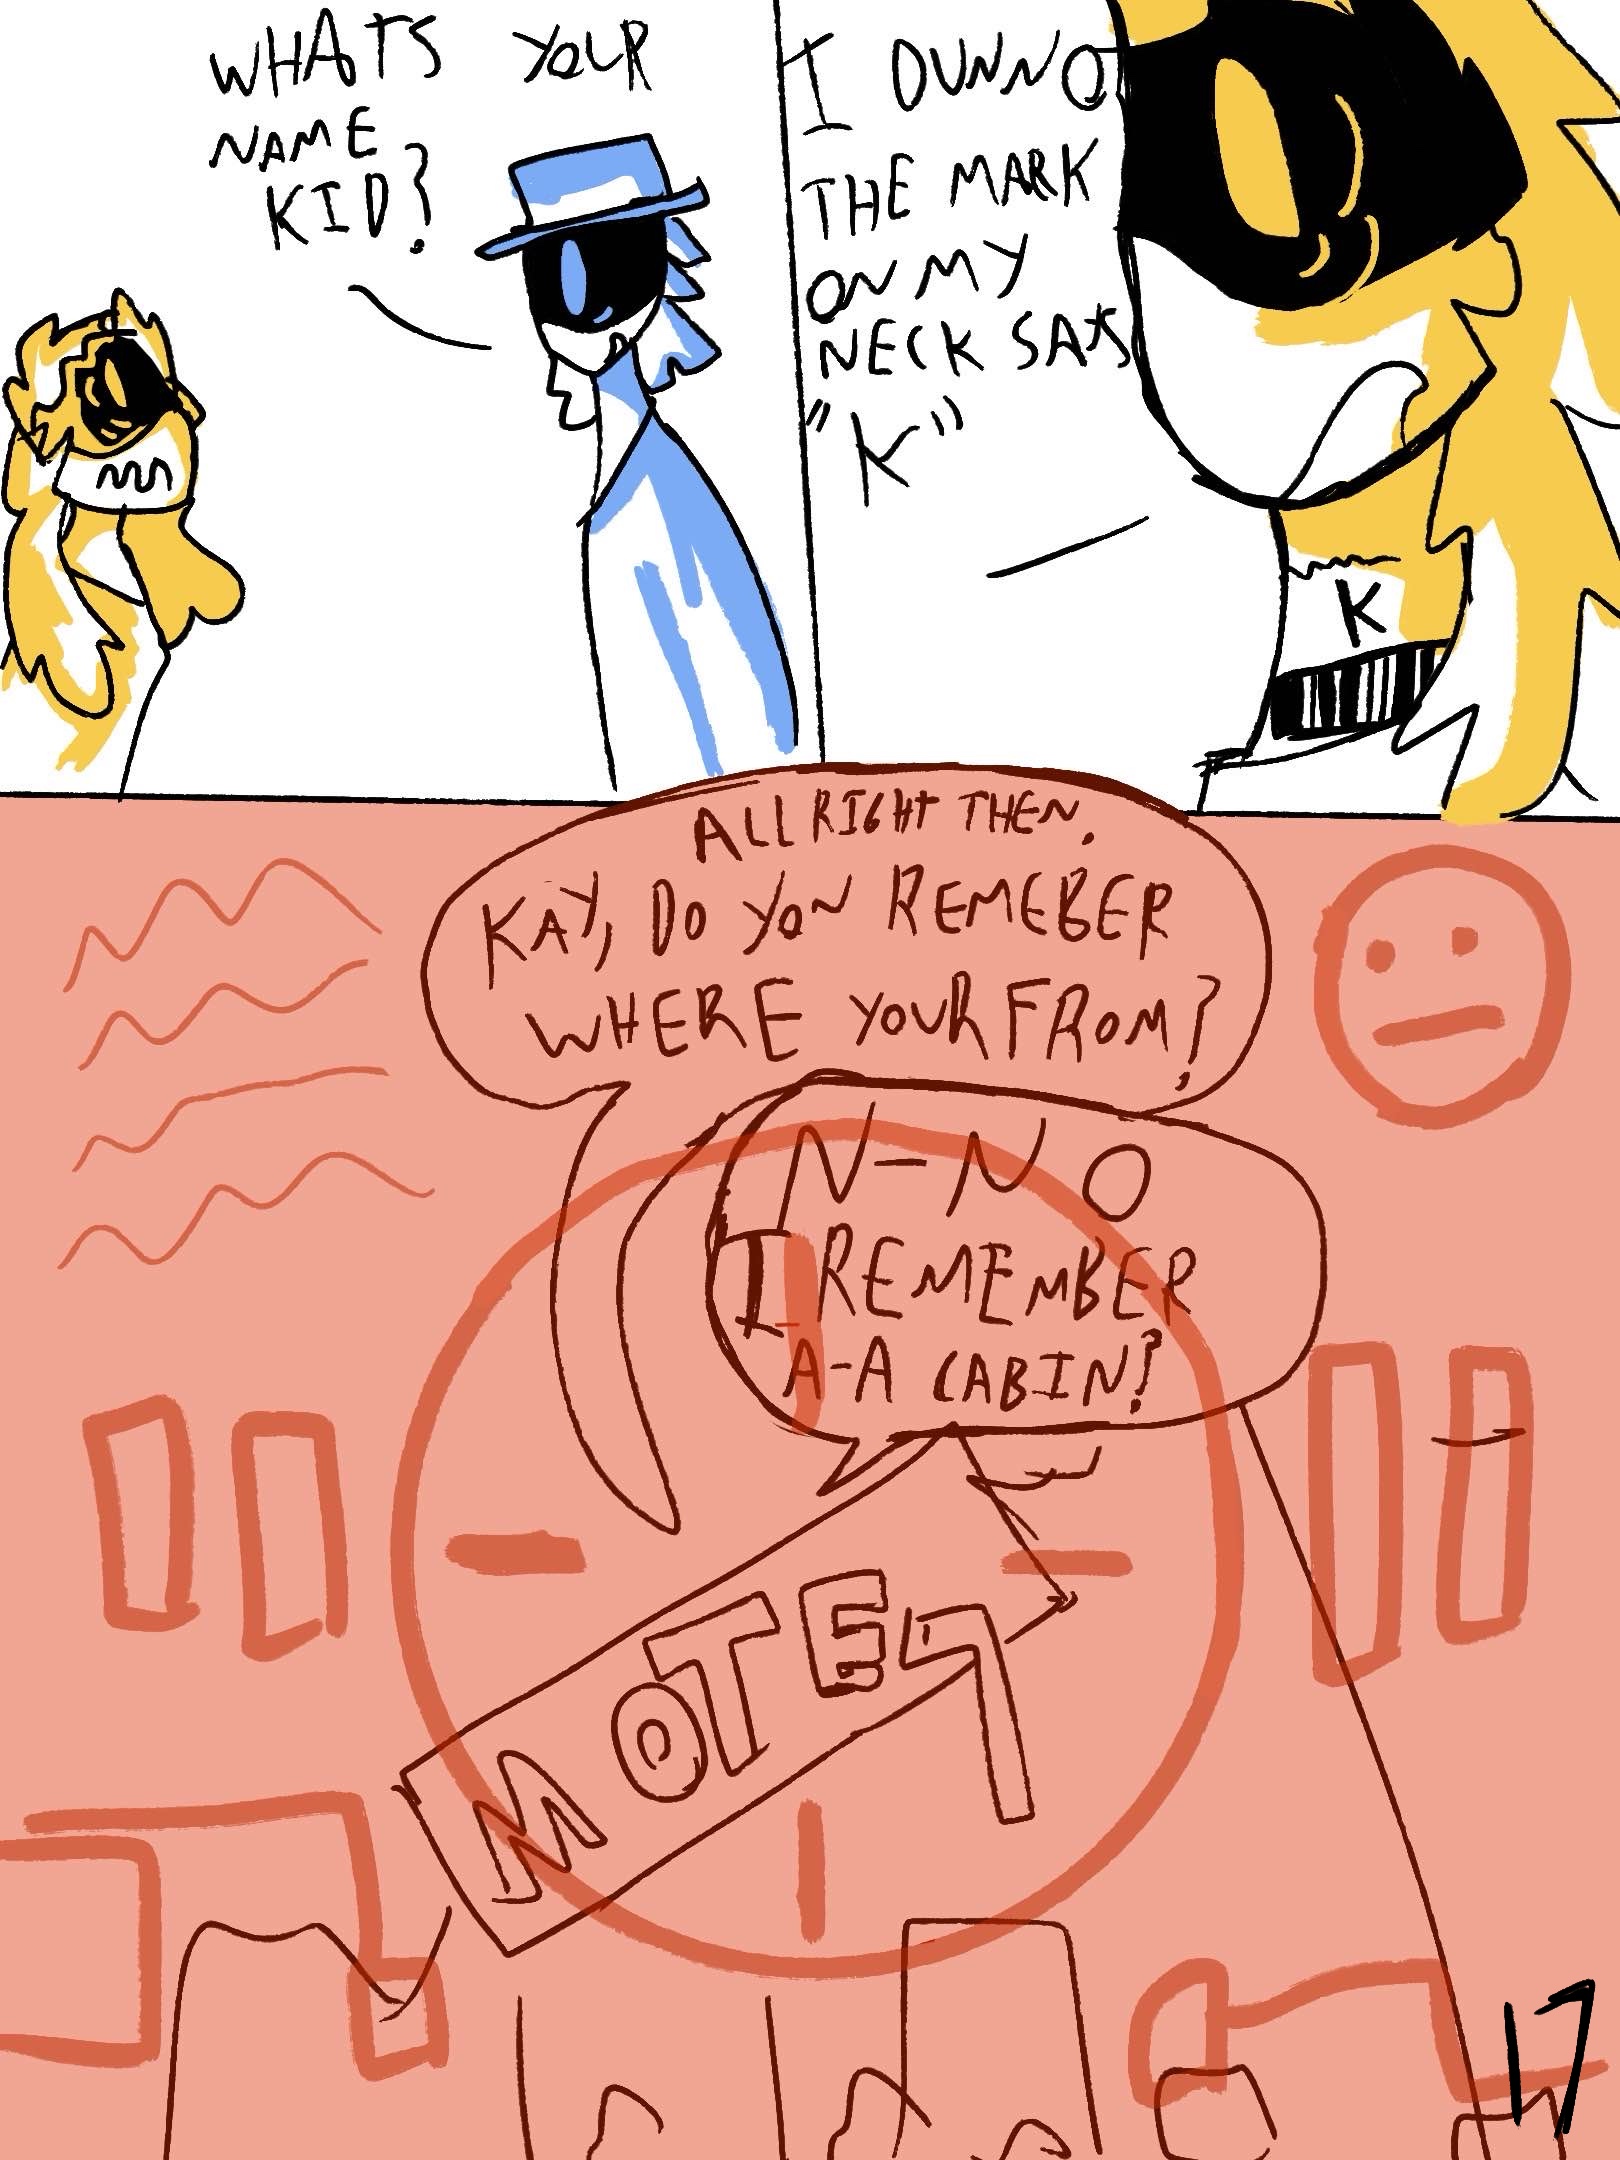 WHATS YOUR
NAME
KID?
I DUNNO
THE MARK
ON MY
NECK SAYS
"K"
K
ALLRIGHT THEN.
KAY, DO YOU REMEBER
WHERE YOUR FROM?
N-NO
I REMEMBER
A-A CABIN?
MOTEL
17